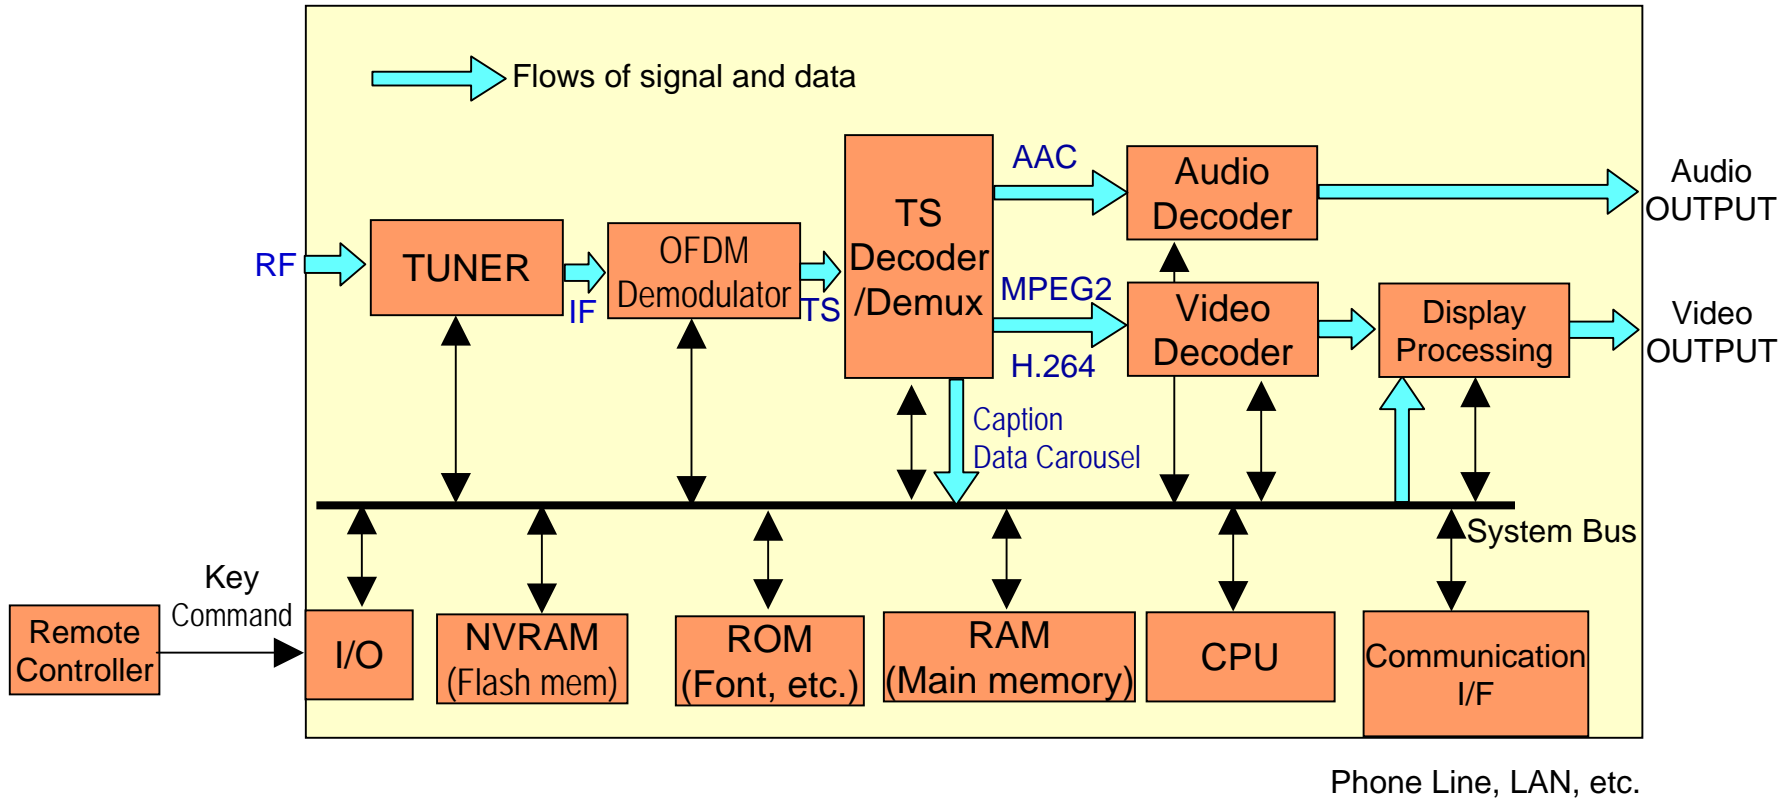 Flows of signal and data
RF
TUNER
IF
OFDM
Demodulator
TS
TS
Decoder
/Demux
AAC
Audio
Decoder
Audio
OUTPUT
MPEG2
H.264
Video
Decoder
Display
Processing
Video
OUTPUT
Caption
Data Carousel
System Bus
Key
Command
Remote
Controller
I/O
NVRAM
(Flash mem)
ROM
(Font, etc.)
RAM
(Main memory)
CPU
Communication
I/F
Phone Line, LAN, etc.